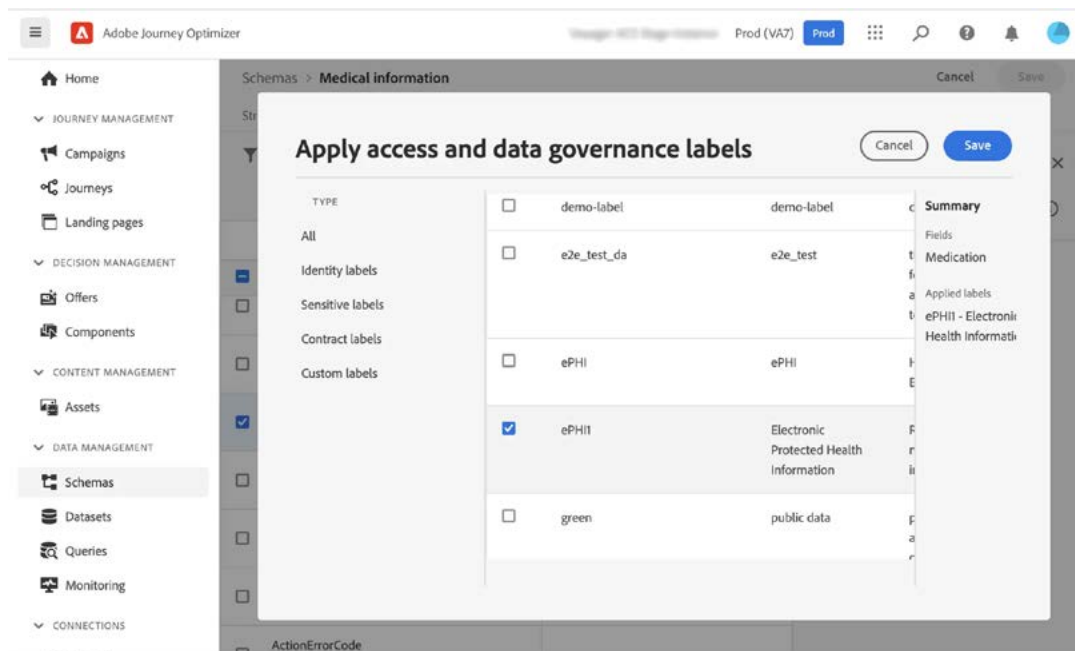 Adobe Journey Optimizer
Prod (VA7)
Prod
Home
JOURNEY MANAGEMENT
Campaigns
Journeys
Landing pages
DECISION MANAGEMENT
Offers
Components
CONTENT MANAGEMENT
Assets
DATA MANAGEMENT
Schemas
Datasets
Queries
Monitoring
CONNECTIONS
Schemas > Medical information
Cancel
Save
Str
Apply access and data governance labels
Cancel
Save
TYPE
All
Identity labels
Sensitive labels
Contract labels
Custom labels
demo-label
demo-label
e2e_test_da
e2e_test
ePHI
ePHI
ePHI1
Electronic
Protected Health
Information
green
public data
Summary
Fields
Medication
Applied labels
ePHI1 - Electronic
Health Informati
ActionErrorCode